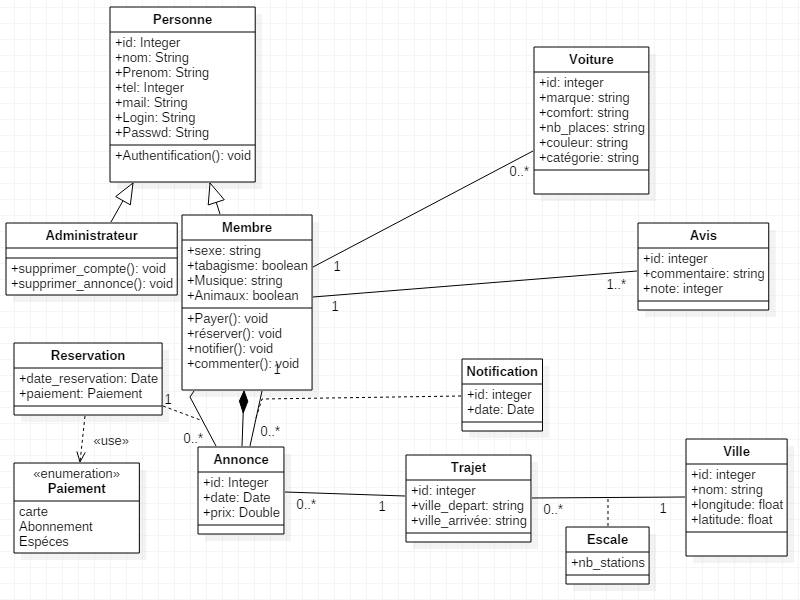 Personne
+id: Integer
+nom: String
+Prenom: String
+tel: Integer
+mail: String
+Login: String
+Passwd: String
+Authentification(): void
Voiture
+id: integer
+marque: string
+comfort: string
+nb_places: string
+couleur: string
+catégorie: string
0..*
1
Administrateur
+supprimer_compte(): void
+supprimer_annonce(): void
Membre
+sexe: string
+tabagisme: boolean
+Musique: string
+Animaux: boolean
+Payer(): void
+réserver(): void
+notifier(): void
+commenter(): void
1
Avis
+id: integer
+commentaire: string
+note: integer
1..*
1
Reservation
+date_reservation: Date
+paiement: Paiement
1
0..*
0..*
Notification
+id: integer
+date: Date
«use»
«enumeration»
Paiement
carte
Abonnement
Espéces
Annonce
+id: Integer
+date: Date
+prix: Double
0..*
1
Trajet
+id: integer
+ville_depart: string
+ville_arrivée: string
0..*
1
Ville
+id: integer
+nom: string
+longitude: float
+latitude: float
Escale
+nb_stations